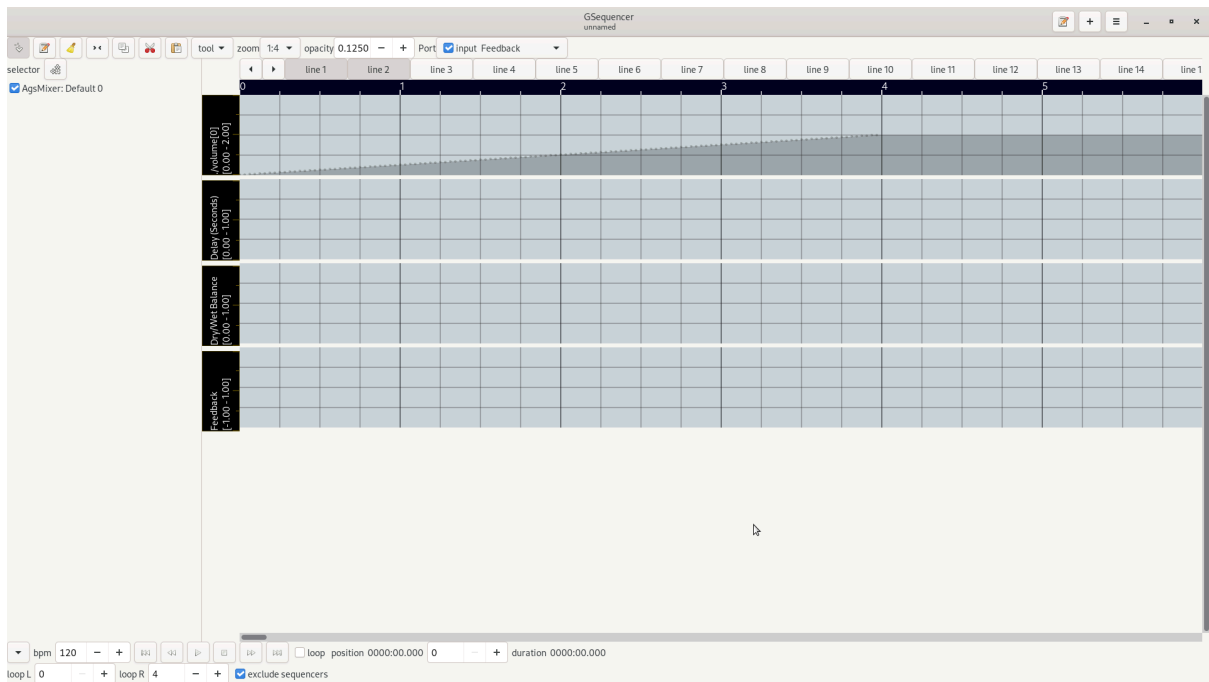 GSequencer
unnamed
tool zoom 1:4 opacity 0.1250 − + Port input Feedback
selector
line 1 line 2 line 3 line 4 line 5 line 6 line 7 line 8 line 9 line 10 line 11 line 12 line 13 line 14 line 1
AgsMixer: Default 0
0 1 2 3 4 5
./volume[0]
[0.00 - 2.00]
Delay (Seconds)
[0.00 - 1.00]
Dry/Wet Balance
[0.00 - 1.00]
Feedback
[-1.00 - 1.00]
bpm 120 − + loop position 0000:00.000 0 − + duration 0000:00.000
loop L 0 − + loop R 4 − + exclude sequencers